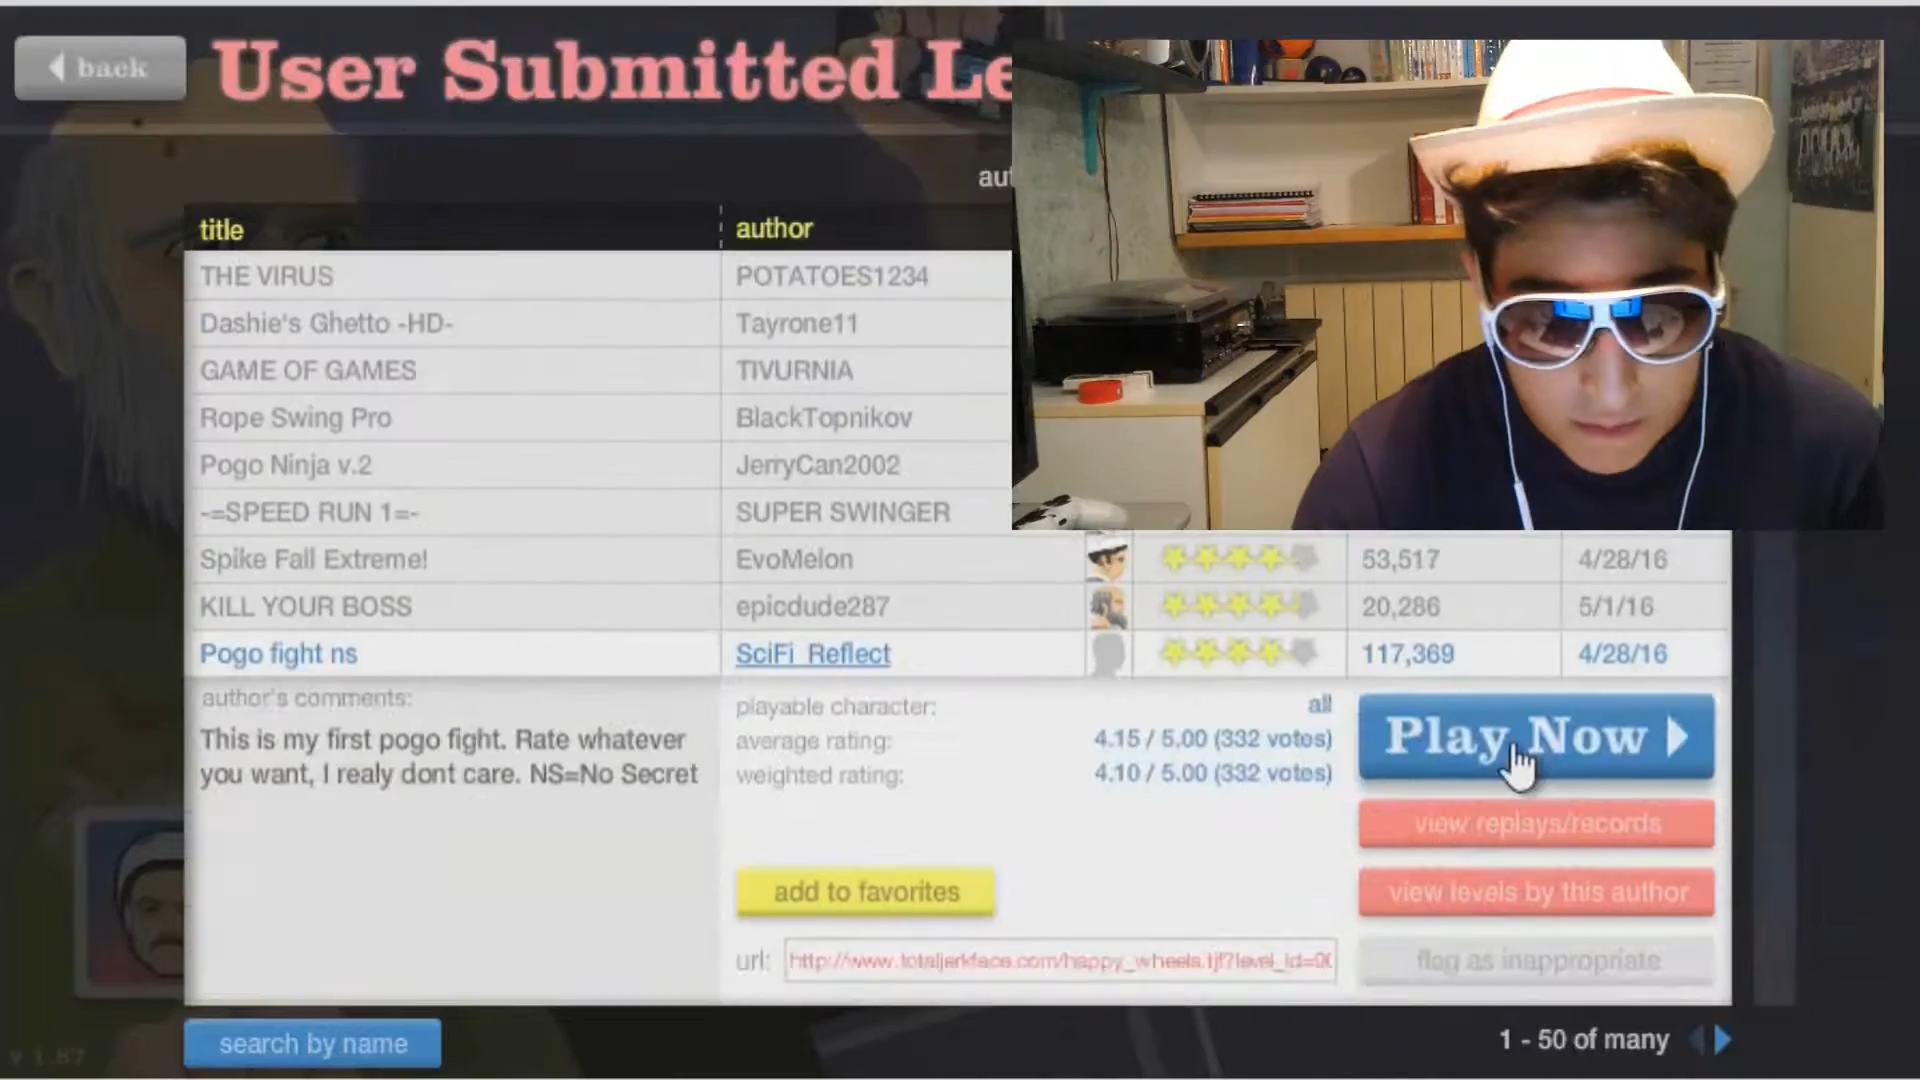 back
User Submitted Le
aut
title author
THE VIRUS POTATOES1234
Dashie's Ghetto -HD- Tayrone11
GAME OF GAMES TIVURNIA
Rope Swing Pro BlackTopnikov
Pogo Ninja v.2 JerryCan2002
-=SPEED RUN 1=- SUPER SWINGER
Spike Fall Extreme! EvoMelon 53,517 4/28/16
KILL YOUR BOSS epicdude287 20,286 5/1/16
Pogo fight ns SciFi_Reflect 117,369 4/28/16
author's comments:
This is my first pogo fight. Rate whatever
you want, I realy dont care. NS=No Secret
playable character: all
average rating: 4.15 / 5.00 (332 votes)
weighted rating: 4.10 / 5.00 (332 votes)
Play Now
view replays/records
add to favorites
view levels by this author
url: http://www.totaljerkface.com/happy_wheels.tjf?level_id=9(
flag as inappropriate
search by name
1 - 50 of many
v 1.87